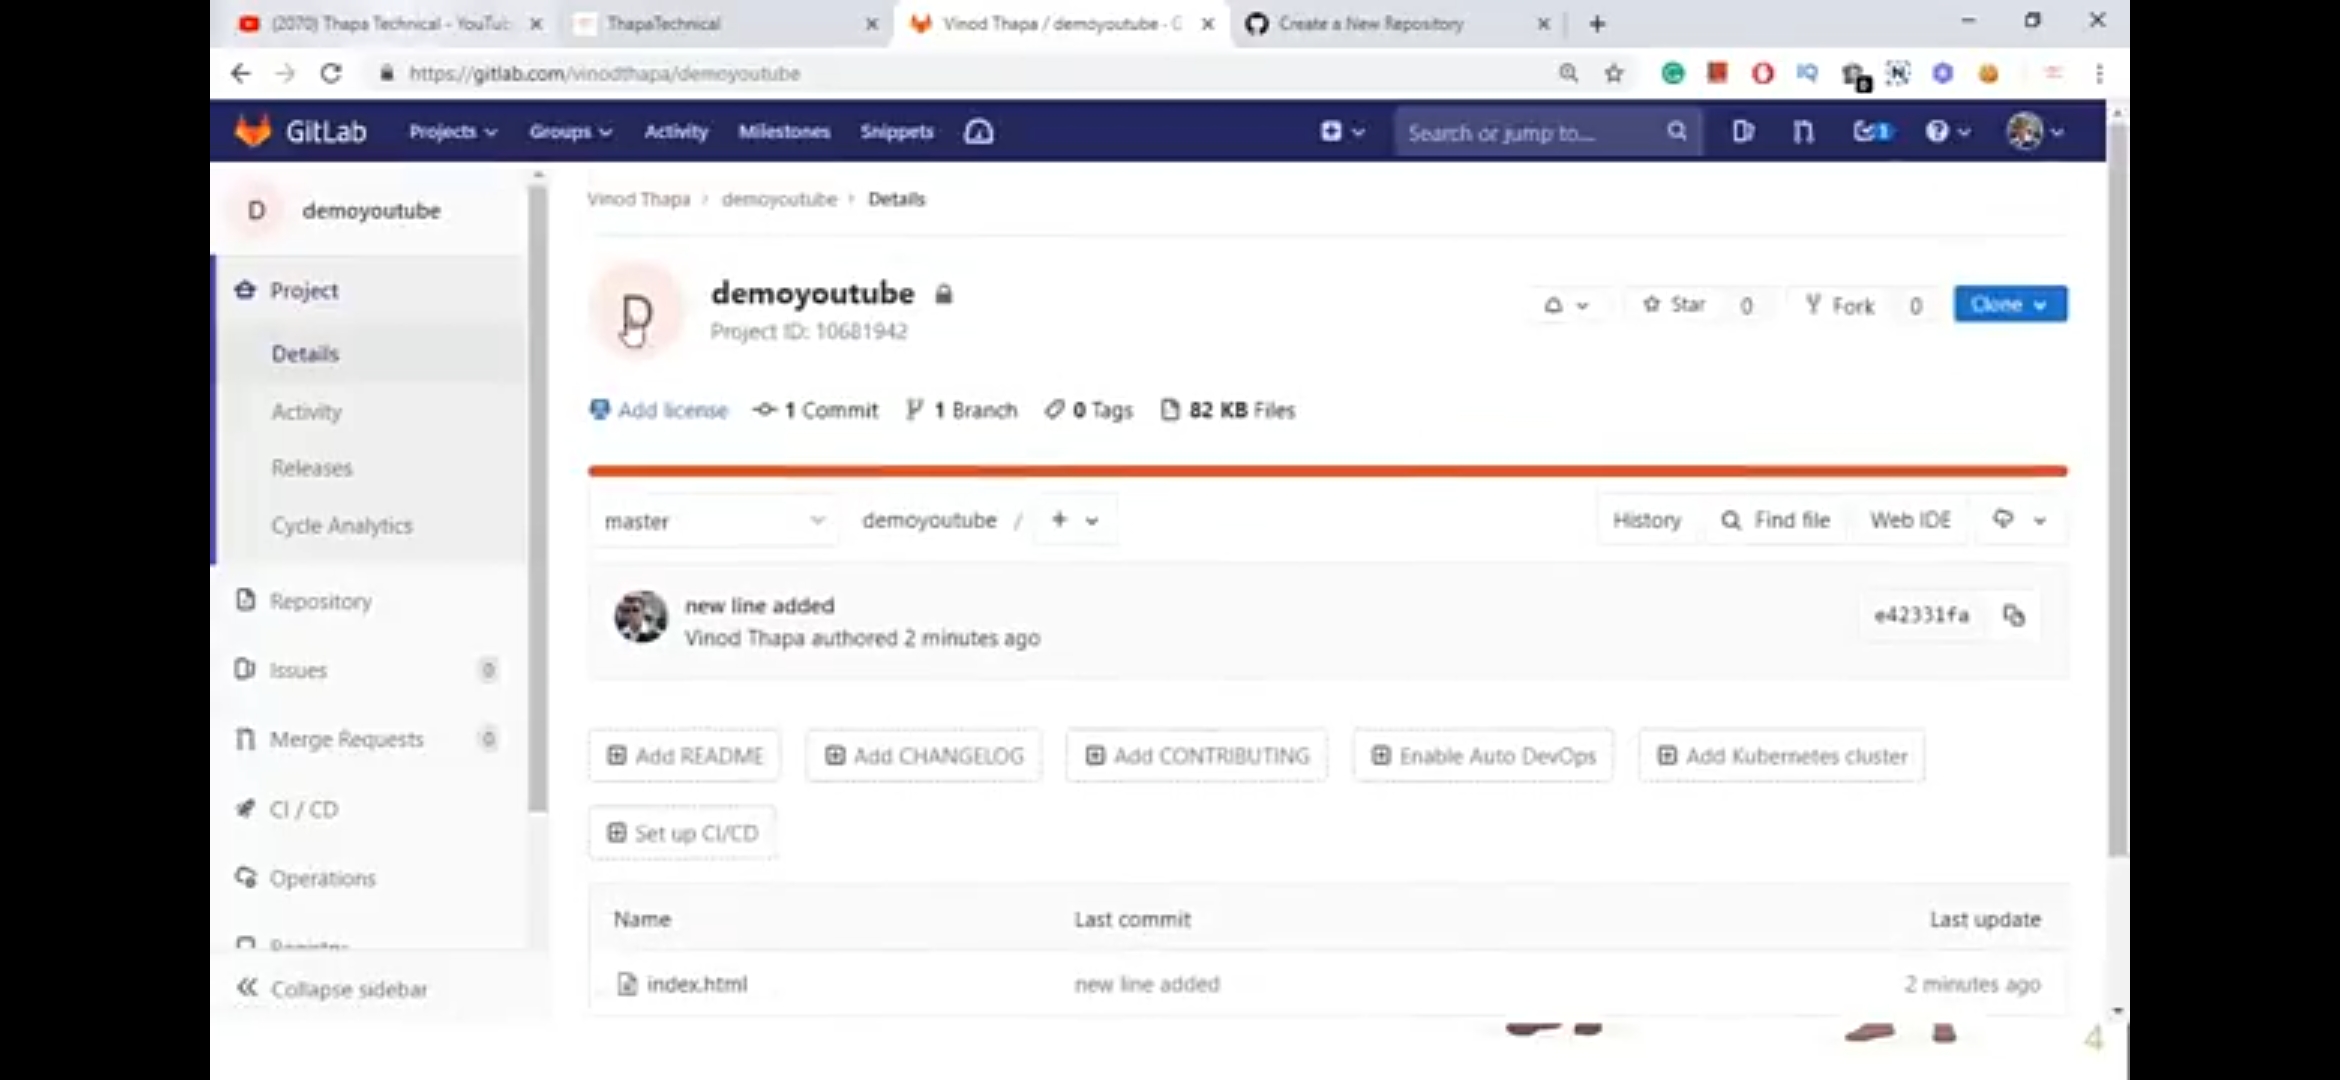 (2070) Thapa Technical - YouTub
ThapaTechnical
Vinod Thapa / demoyoutube - G
Create a New Repository
https://gitlab.com/vinodthapa/demoyoutube
GitLab
Projects
Groups
Activity
Milestones
Snippets
Search or jump to...
1
D
demoyoutube
Vinod Thapa > demoyoutube > Details
Project
Details
Activity
Releases
Cycle Analytics
Repository
Issues 0
Merge Requests 0
CI / CD
Operations
Registry
Collapse sidebar
D
demoyoutube
Project ID: 10681942
Star 0
Fork 0
Clone
Add license
1 Commit
1 Branch
0 Tags
82 KB Files
master
demoyoutube / +
History
Find file
Web IDE
new line added
Vinod Thapa authored 2 minutes ago
e42331fa
Add README
Add CHANGELOG
Add CONTRIBUTING
Enable Auto DevOps
Add Kubernetes cluster
Set up CI/CD
Name Last commit Last update
index.html new line added 2 minutes ago
4